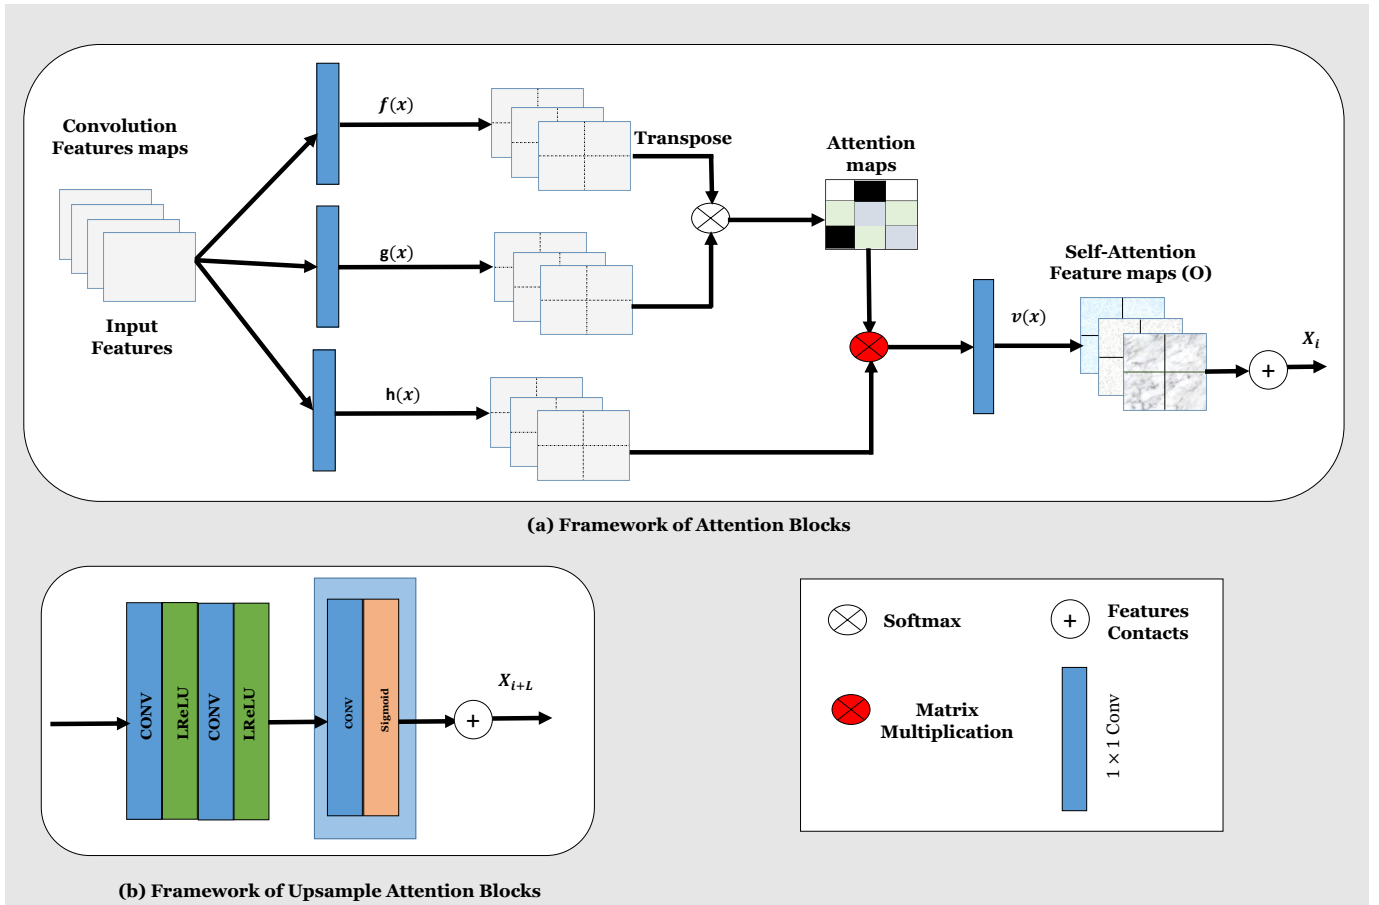 Convolution
Features maps
Input
Features
f(x)
g(x)
h(x)
Transpose
Attention
maps
v(x)
Self-Attention
Feature maps (O)
+
X_i
(a) Framework of Attention Blocks
CONV
LReLU
CONV
LReLU
CONV
Sigmoid
+
X_{i+L}
(b) Framework of Upsample Attention Blocks
Softmax
+
Features
Contacts
Matrix
Multiplication
1 × 1 Conv